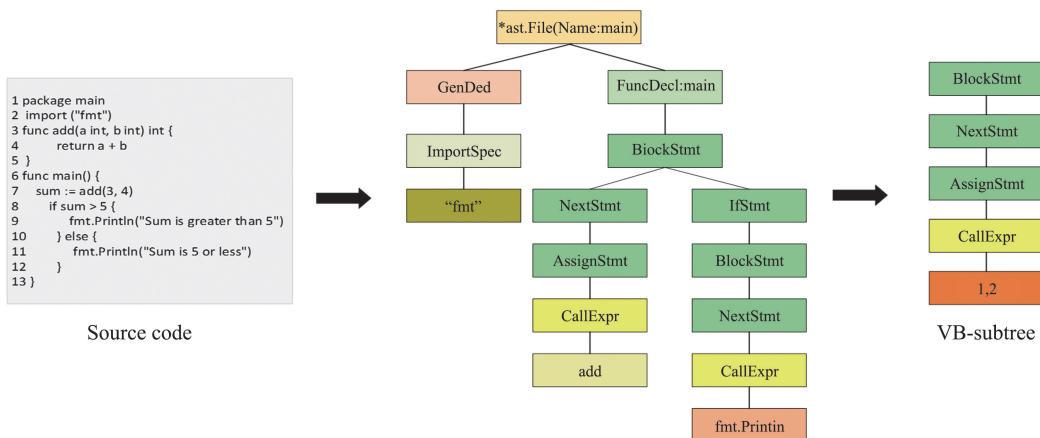 1 package main
2 import ("fmt")
3 func add(a int, b int) int {
4 return a + b
5 }
6 func main() {
7 sum := add(3, 4)
8 if sum > 5 {
9 fmt.Println("Sum is greater than 5")
10 } else {
11 fmt.Println("Sum is 5 or less")
12 }
13 }
Source code
*ast.File(Name:main)
GenDed
FuncDecl:main
ImportSpec
BiockStmt
“fmt”
NextStmt
IfStmt
AssignStmt
BlockStmt
CallExpr
NextStmt
add
CallExpr
fmt.Printin
BlockStmt
NextStmt
AssignStmt
CallExpr
1,2
VB-subtree